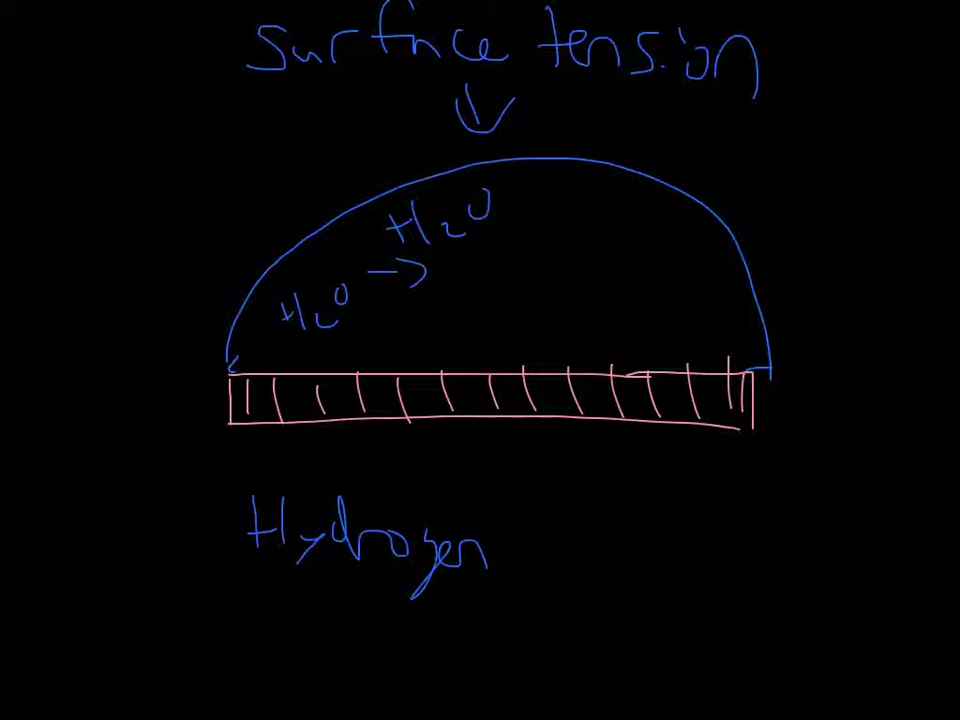 surface tension
H2O
H2O →
Hydrogen